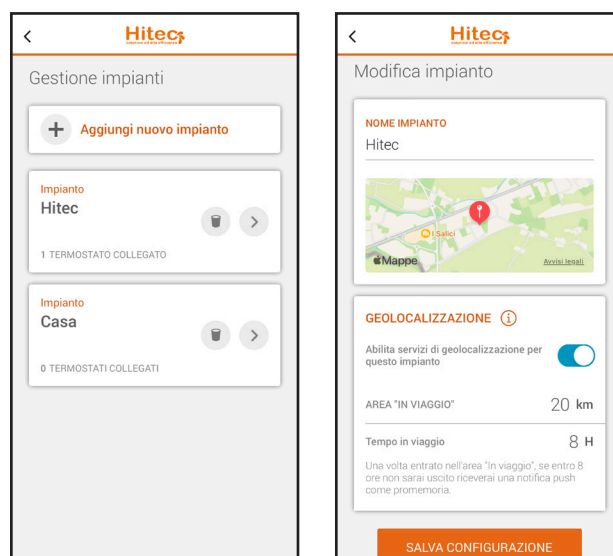 Hitec
Gestione impianti
Aggiungi nuovo impianto
Impianto
Hitec
1 TERMOSTATO COLLEGATO
Impianto
Casa
0 TERMOSTATI COLLEGATI
Hitec
Modifica impianto
NOME IMPIANTO
Hitec
I Salici
Mappe
Avvisi legali
GEOLOCALIZZAZIONE
Abilita servizi di geolocalizzazione per
questo impianto
AREA "IN VIAGGIO" 20 km
Tempo in viaggio 8 H
Una volta entrato nell'area "In viaggio", se entro 8
ore non sarai uscito riceverai una notifica push
come promemoria.
SALVA CONFIGURAZIONE